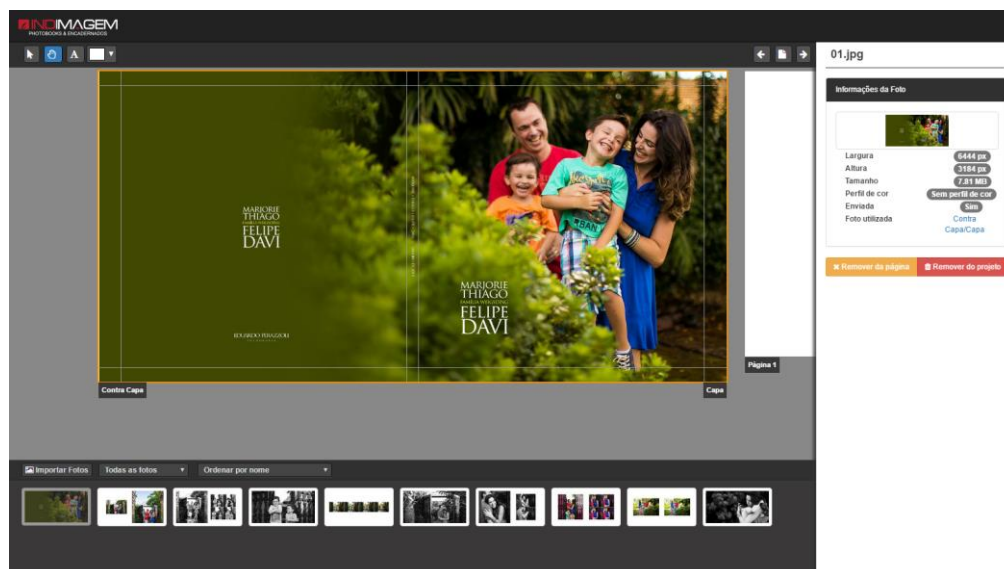 INDIMAGEM
PHOTOBOOKS & ENCADERNADOS
A
01.jpg
Informações da Foto
Largura 6444 px
Altura 3184 px
Tamanho 7.81 MB
Perfil de cor Sem perfil de cor
Enviada Sim
Foto utilizada Contra
Capa/Capa
Remover da página Remover do projeto
MARJORIE
THIAGO
FELIPE
DAVI
EDUARDO PERAZZOLI
MARJORIE
THIAGO
FELIPE
DAVI
URBAN
Página 1
Contra Capa
Capa
Importar Fotos Todas as fotos Ordenar por nome